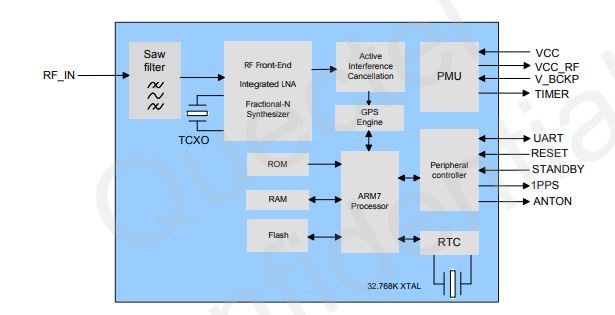 Saw
filter
RF_IN
RF Front-End
Integrated LNA
Fractional-N
Synthesizer
TCXO
Active
Interference
Cancellation
GPS
Engine
PMU
VCC
VCC_RF
V_BCKP
TIMER
ROM
RAM
Flash
ARM7
Processor
Peripheral
controller
UART
RESET
STANDBY
1PPS
ANTON
RTC
32.768K XTAL
Quectel
Confidential